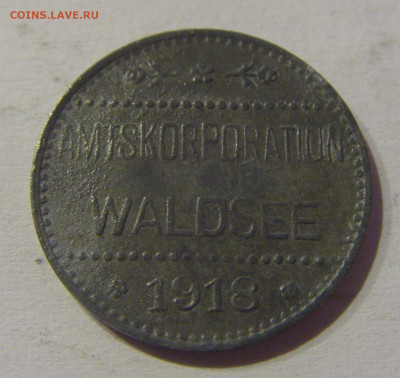 COINS.LAVE.RU
AMTSKORPORATION
WALDSEE
1918